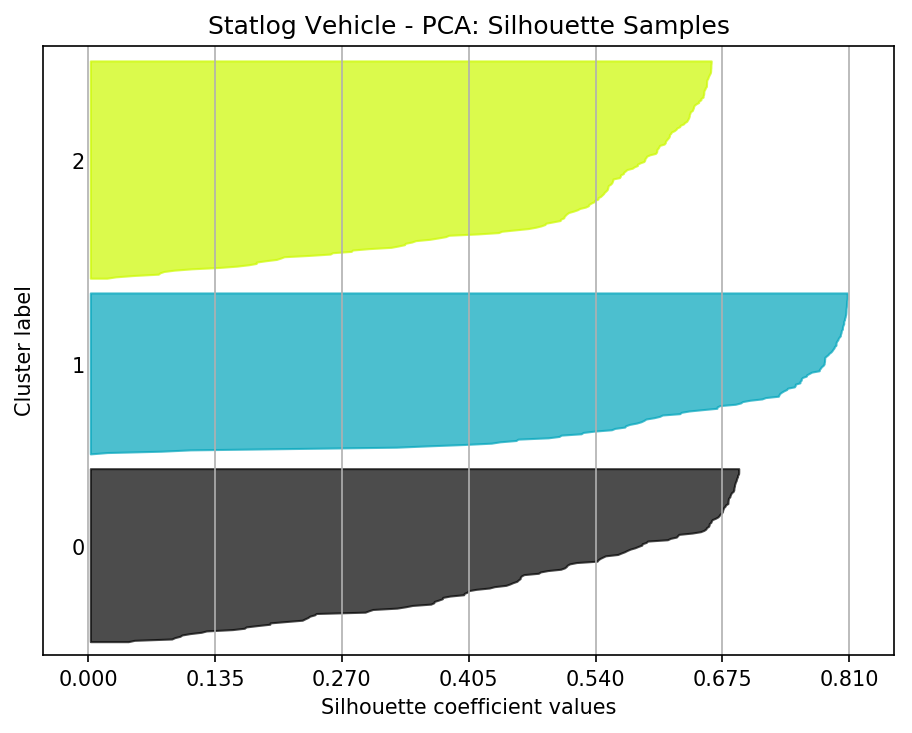 Statlog Vehicle - PCA: Silhouette Samples
Cluster label
2
1
0
0.000 0.135 0.270 0.405 0.540 0.675 0.810
Silhouette coefficient values